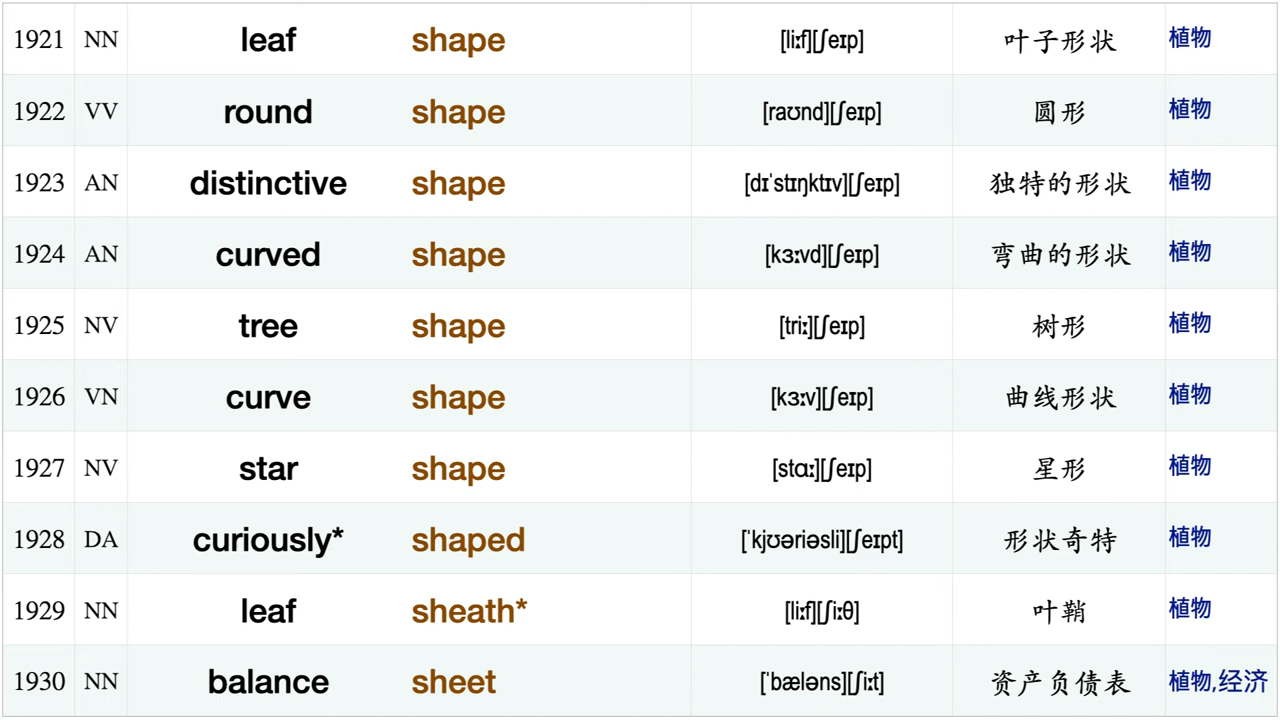 1921 NN leaf shape [liːf][ʃeɪp] 叶子形状 植物
1922 VV round shape [raʊnd][ʃeɪp] 圆形 植物
1923 AN distinctive shape [dɪˈstɪŋktɪv][ʃeɪp] 独特的形状 植物
1924 AN curved shape [kɜːvd][ʃeɪp] 弯曲的形状 植物
1925 NV tree shape [triː][ʃeɪp] 树形 植物
1926 VN curve shape [kɜːv][ʃeɪp] 曲线形状 植物
1927 NV star shape [stɑː][ʃeɪp] 星形 植物
1928 DA curiously* shaped [ˈkjʊəriəsli][ʃeɪpt] 形状奇特 植物
1929 NN leaf sheath* [liːf][ʃiːθ] 叶鞘 植物
1930 NN balance sheet [ˈbæləns][ʃiːt] 资产负债表 植物,经济